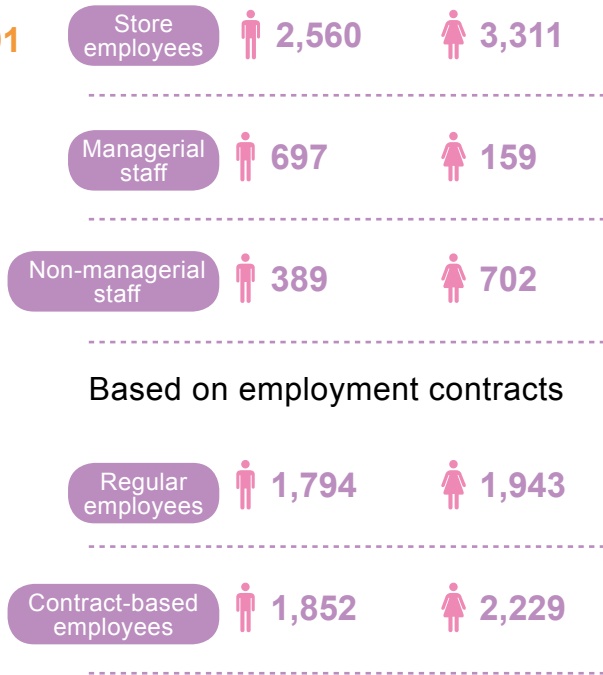 Store
employees
2,560
3,311
Managerial
staff
697
159
Non-managerial
staff
389
702
Based on employment contracts
Regular
employees
1,794
1,943
Contract-based
employees
1,852
2,229